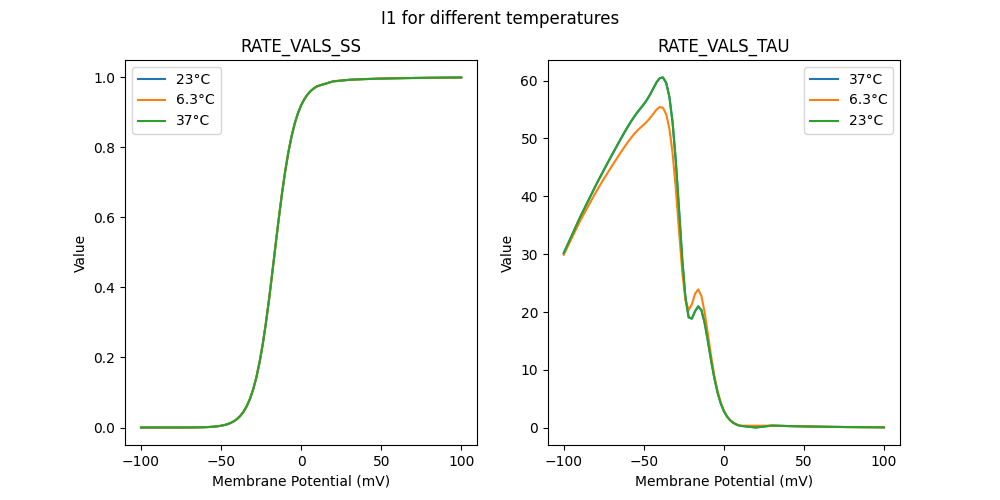 I1 for different temperatures
RATE_VALS_SS
1.0
0.8
0.6
0.4
0.2
0.0
Value
23°C
6.3°C
37°C
−100
−50
0
50
100
Membrane Potential (mV)
RATE_VALS_TAU
60
50
40
30
20
10
0
Value
37°C
6.3°C
23°C
−100
−50
0
50
100
Membrane Potential (mV)